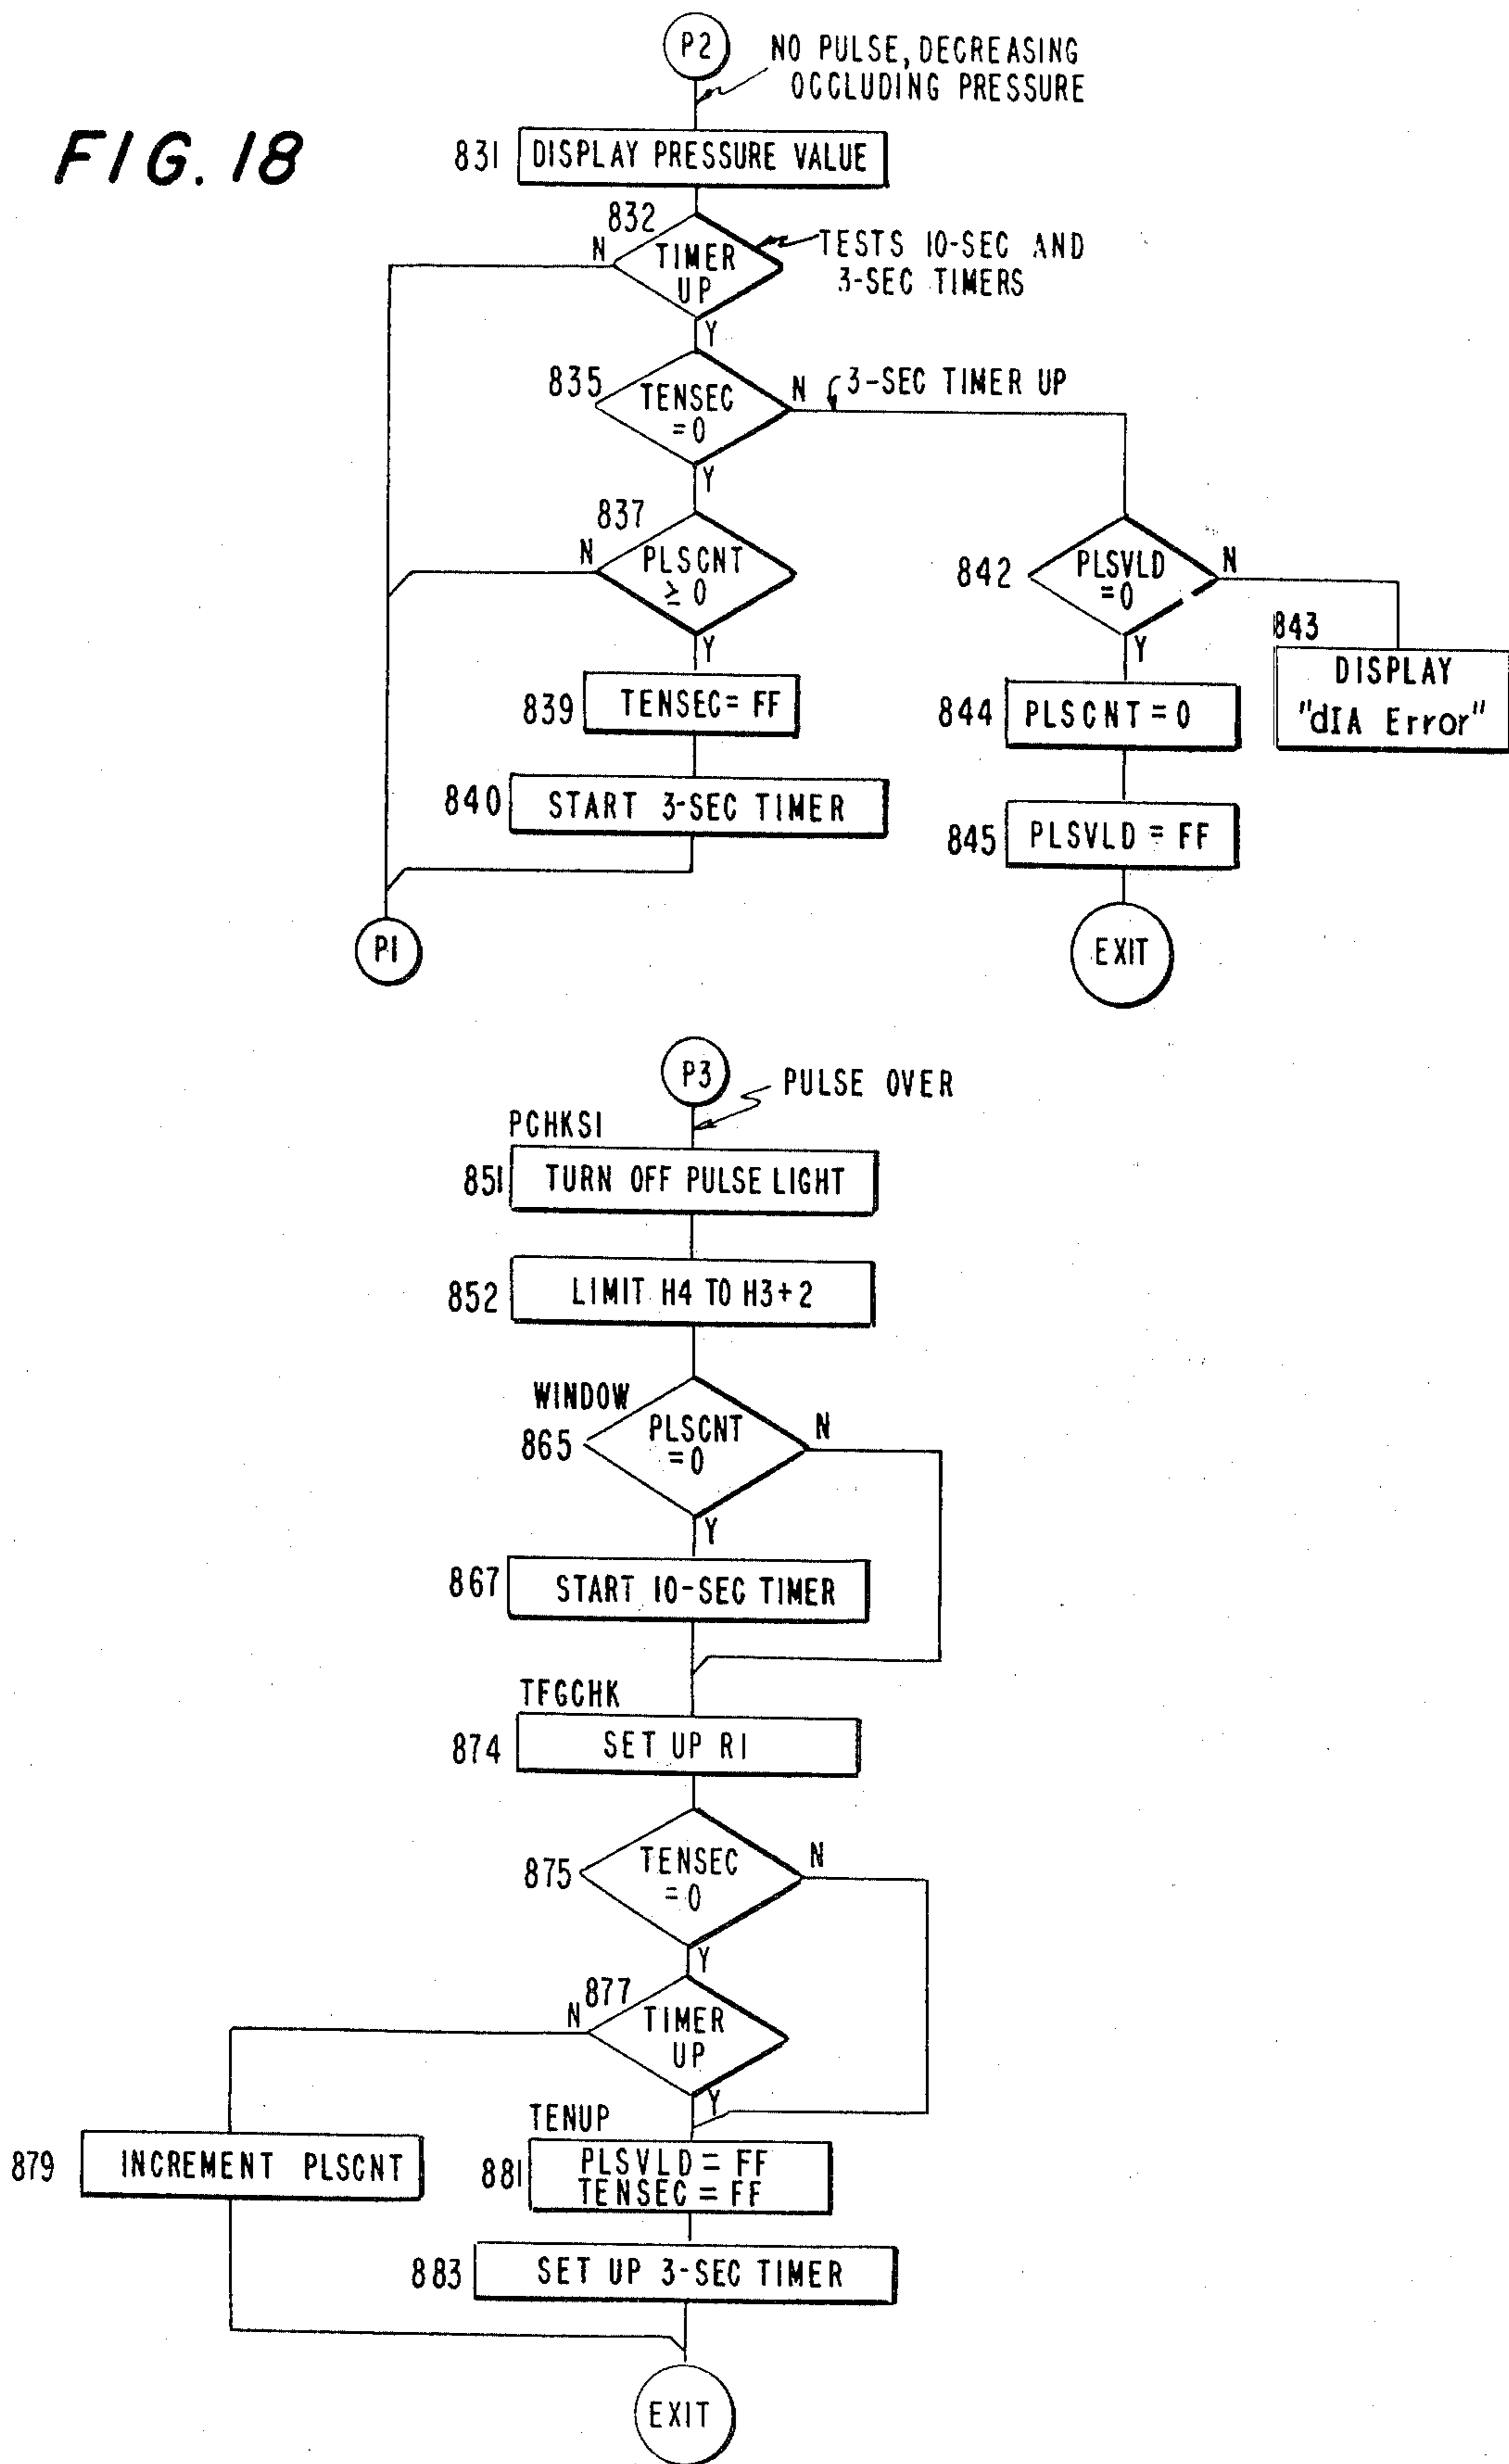 FIG. 18
P2
NO PULSE, DECREASING
OCCLUDING PRESSURE
831
DISPLAY PRESSURE VALUE
832
N
TIMER
UP
TESTS 10-SEC AND
3-SEC TIMERS
Y
835
TENSEC
=0
N
3-SEC TIMER UP
Y
837
N
PLSCNT
≥ 0
842
PLSVLD
=0
N
Y
Y
843
DISPLAY
"dIA Error"
839
TENSEC= FF
844
PLSCNT = 0
840
START 3-SEC TIMER
845
PLSVLD = FF
P1
EXIT
P3
PULSE OVER
PCHKS1
851
TURN OFF PULSE LIGHT
852
LIMIT H4 TO H3+2
WINDOW
865
PLSCNT
=0
N
Y
867
START 10-SEC TIMER
TFGCHK
874
SET UP R1
875
TENSEC
=0
N
Y
877
N
TIMER
UP
Y
TENUP
879
INCREMENT PLSCNT
881
PLSVLD = FF
TENSEC = FF
883
SET UP 3-SEC TIMER
EXIT